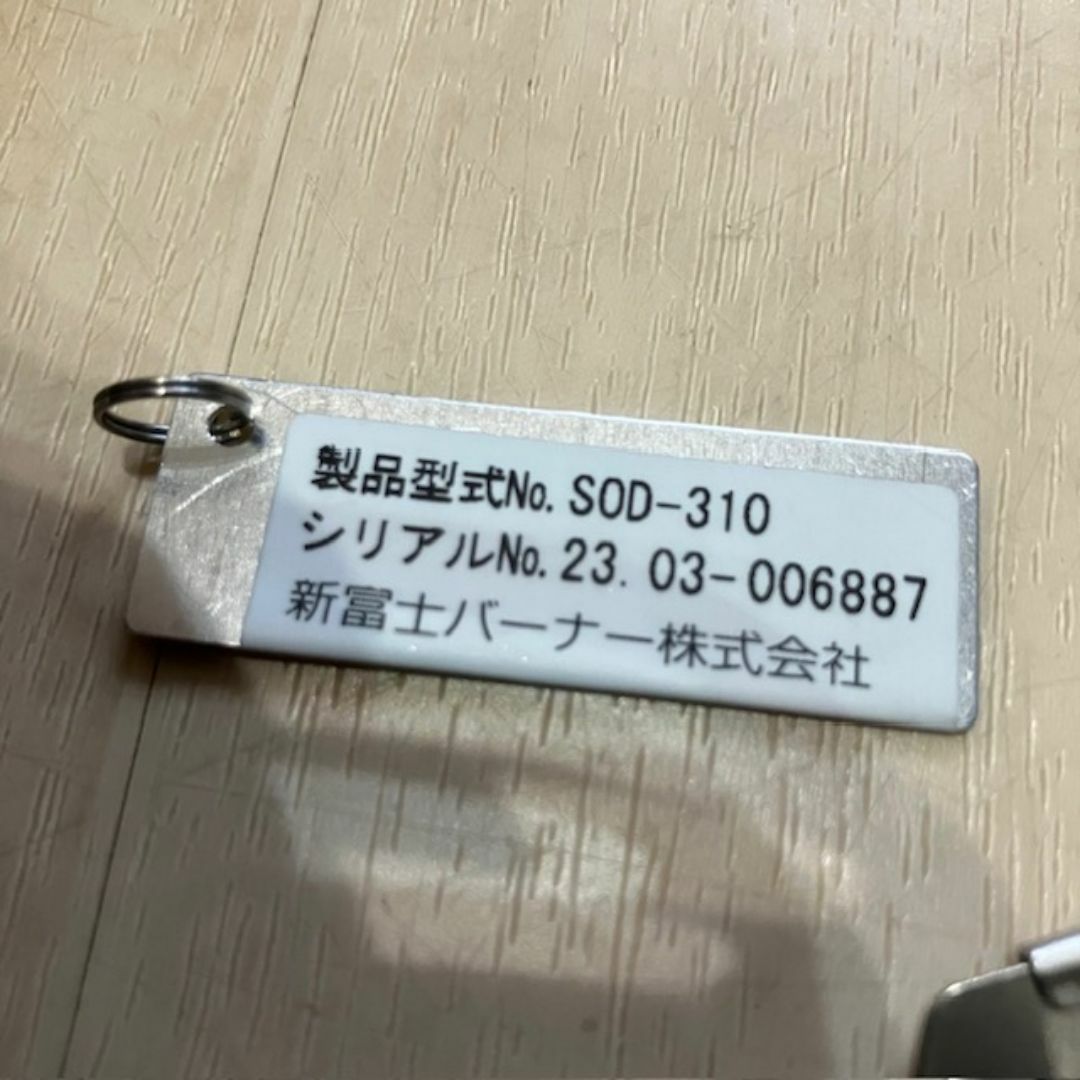 製品型式No. SOD-310
シリアルNo. 23. 03-006887
新富士バーナー株式会社